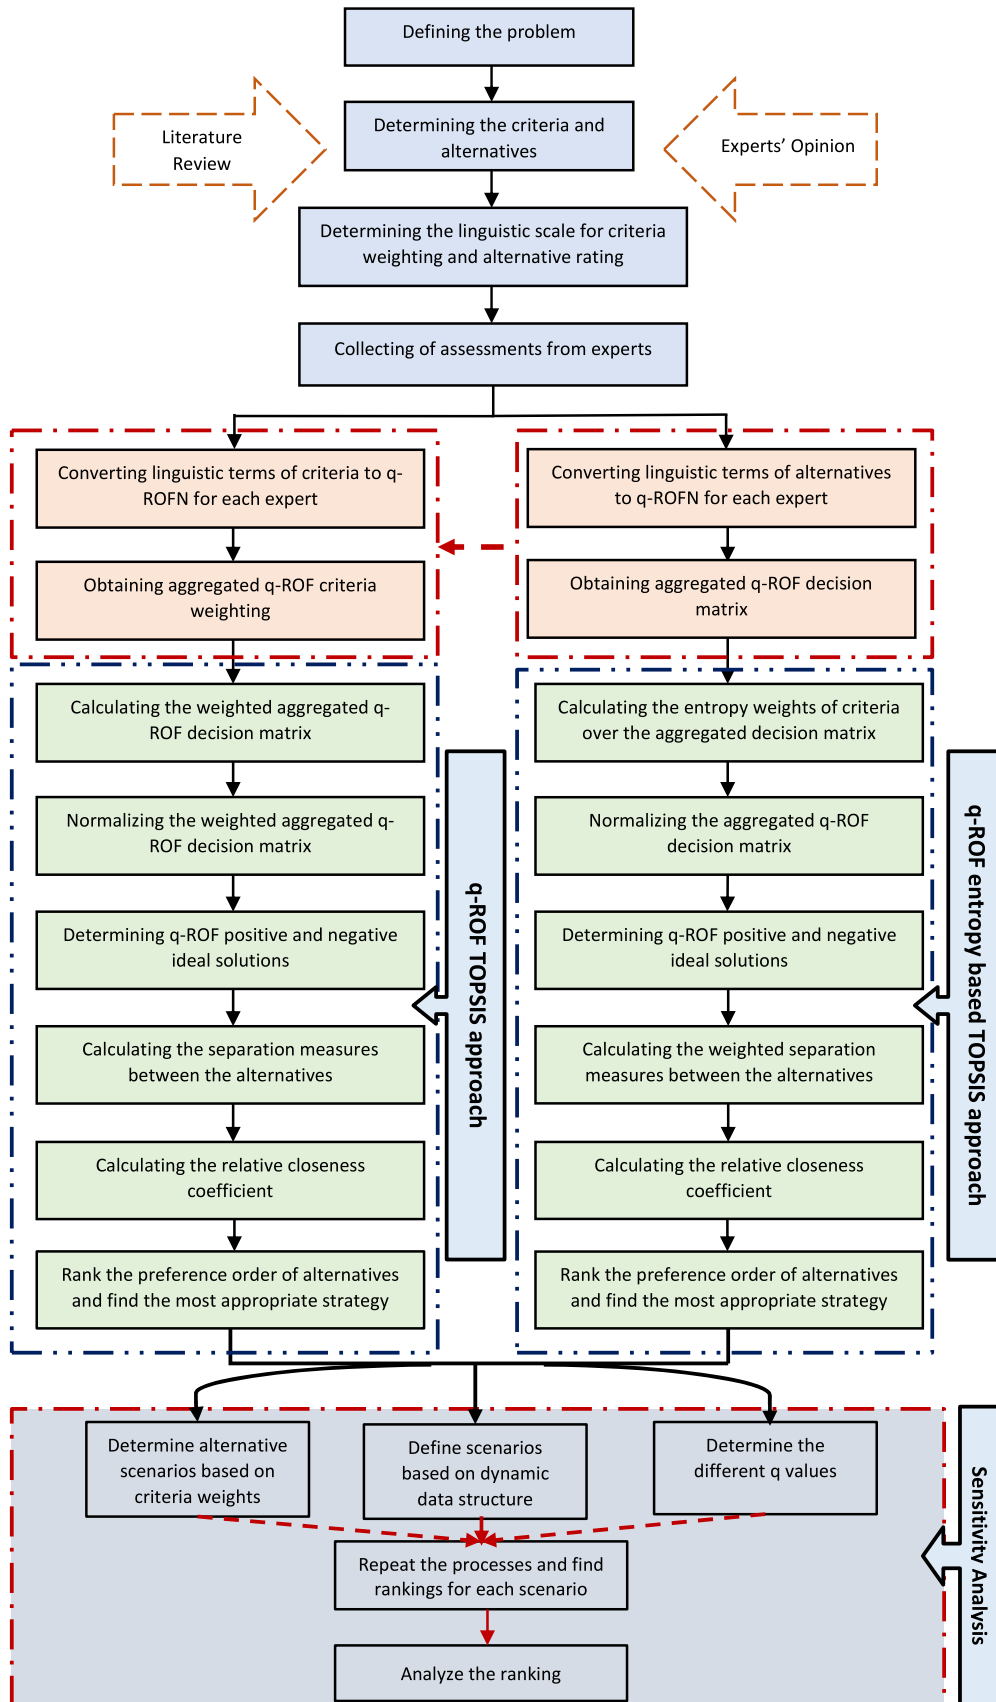 Defining the problem
Literature
Review
Determining the criteria and
alternatives
Experts’ Opinion
Determining the linguistic scale for criteria
weighting and alternative rating
Collecting of assessments from experts
Converting linguistic terms of criteria to q-
ROFN for each expert
Obtaining aggregated q-ROF criteria
weighting
Converting linguistic terms of alternatives
to q-ROFN for each expert
Obtaining aggregated q-ROF decision
matrix
Calculating the weighted aggregated q-
ROF decision matrix
Normalizing the weighted aggregated q-
ROF decision matrix
Determining q-ROF positive and negative
ideal solutions
Calculating the separation measures
between the alternatives
Calculating the relative closeness
coefficient
Rank the preference order of alternatives
and find the most appropriate strategy
q-ROF TOPSIS approach
Calculating the entropy weights of criteria
over the aggregated decision matrix
Normalizing the aggregated q-ROF
decision matrix
Determining q-ROF positive and negative
ideal solutions
Calculating the weighted separation
measures between the alternatives
Calculating the relative closeness
coefficient
Rank the preference order of alternatives
and find the most appropriate strategy
q-ROF entropy based TOPSIS approach
Determine alternative
scenarios based on
criteria weights
Define scenarios
based on dynamic
data structure
Determine the
different q values
Repeat the processes and find
rankings for each scenario
Analyze the ranking
Sensitivity Analysis